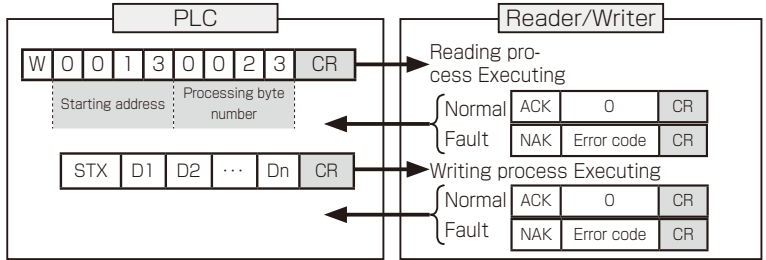 PLC
Reader/Writer
W 0 0 1 3 0 0 2 3 CR
Starting address
Processing byte
number
Reading pro-
cess Executing
Normal ACK 0 CR
Fault NAK Error code CR
STX D1 D2 ··· Dn CR
Writing process Executing
Normal ACK 0 CR
Fault NAK Error code CR